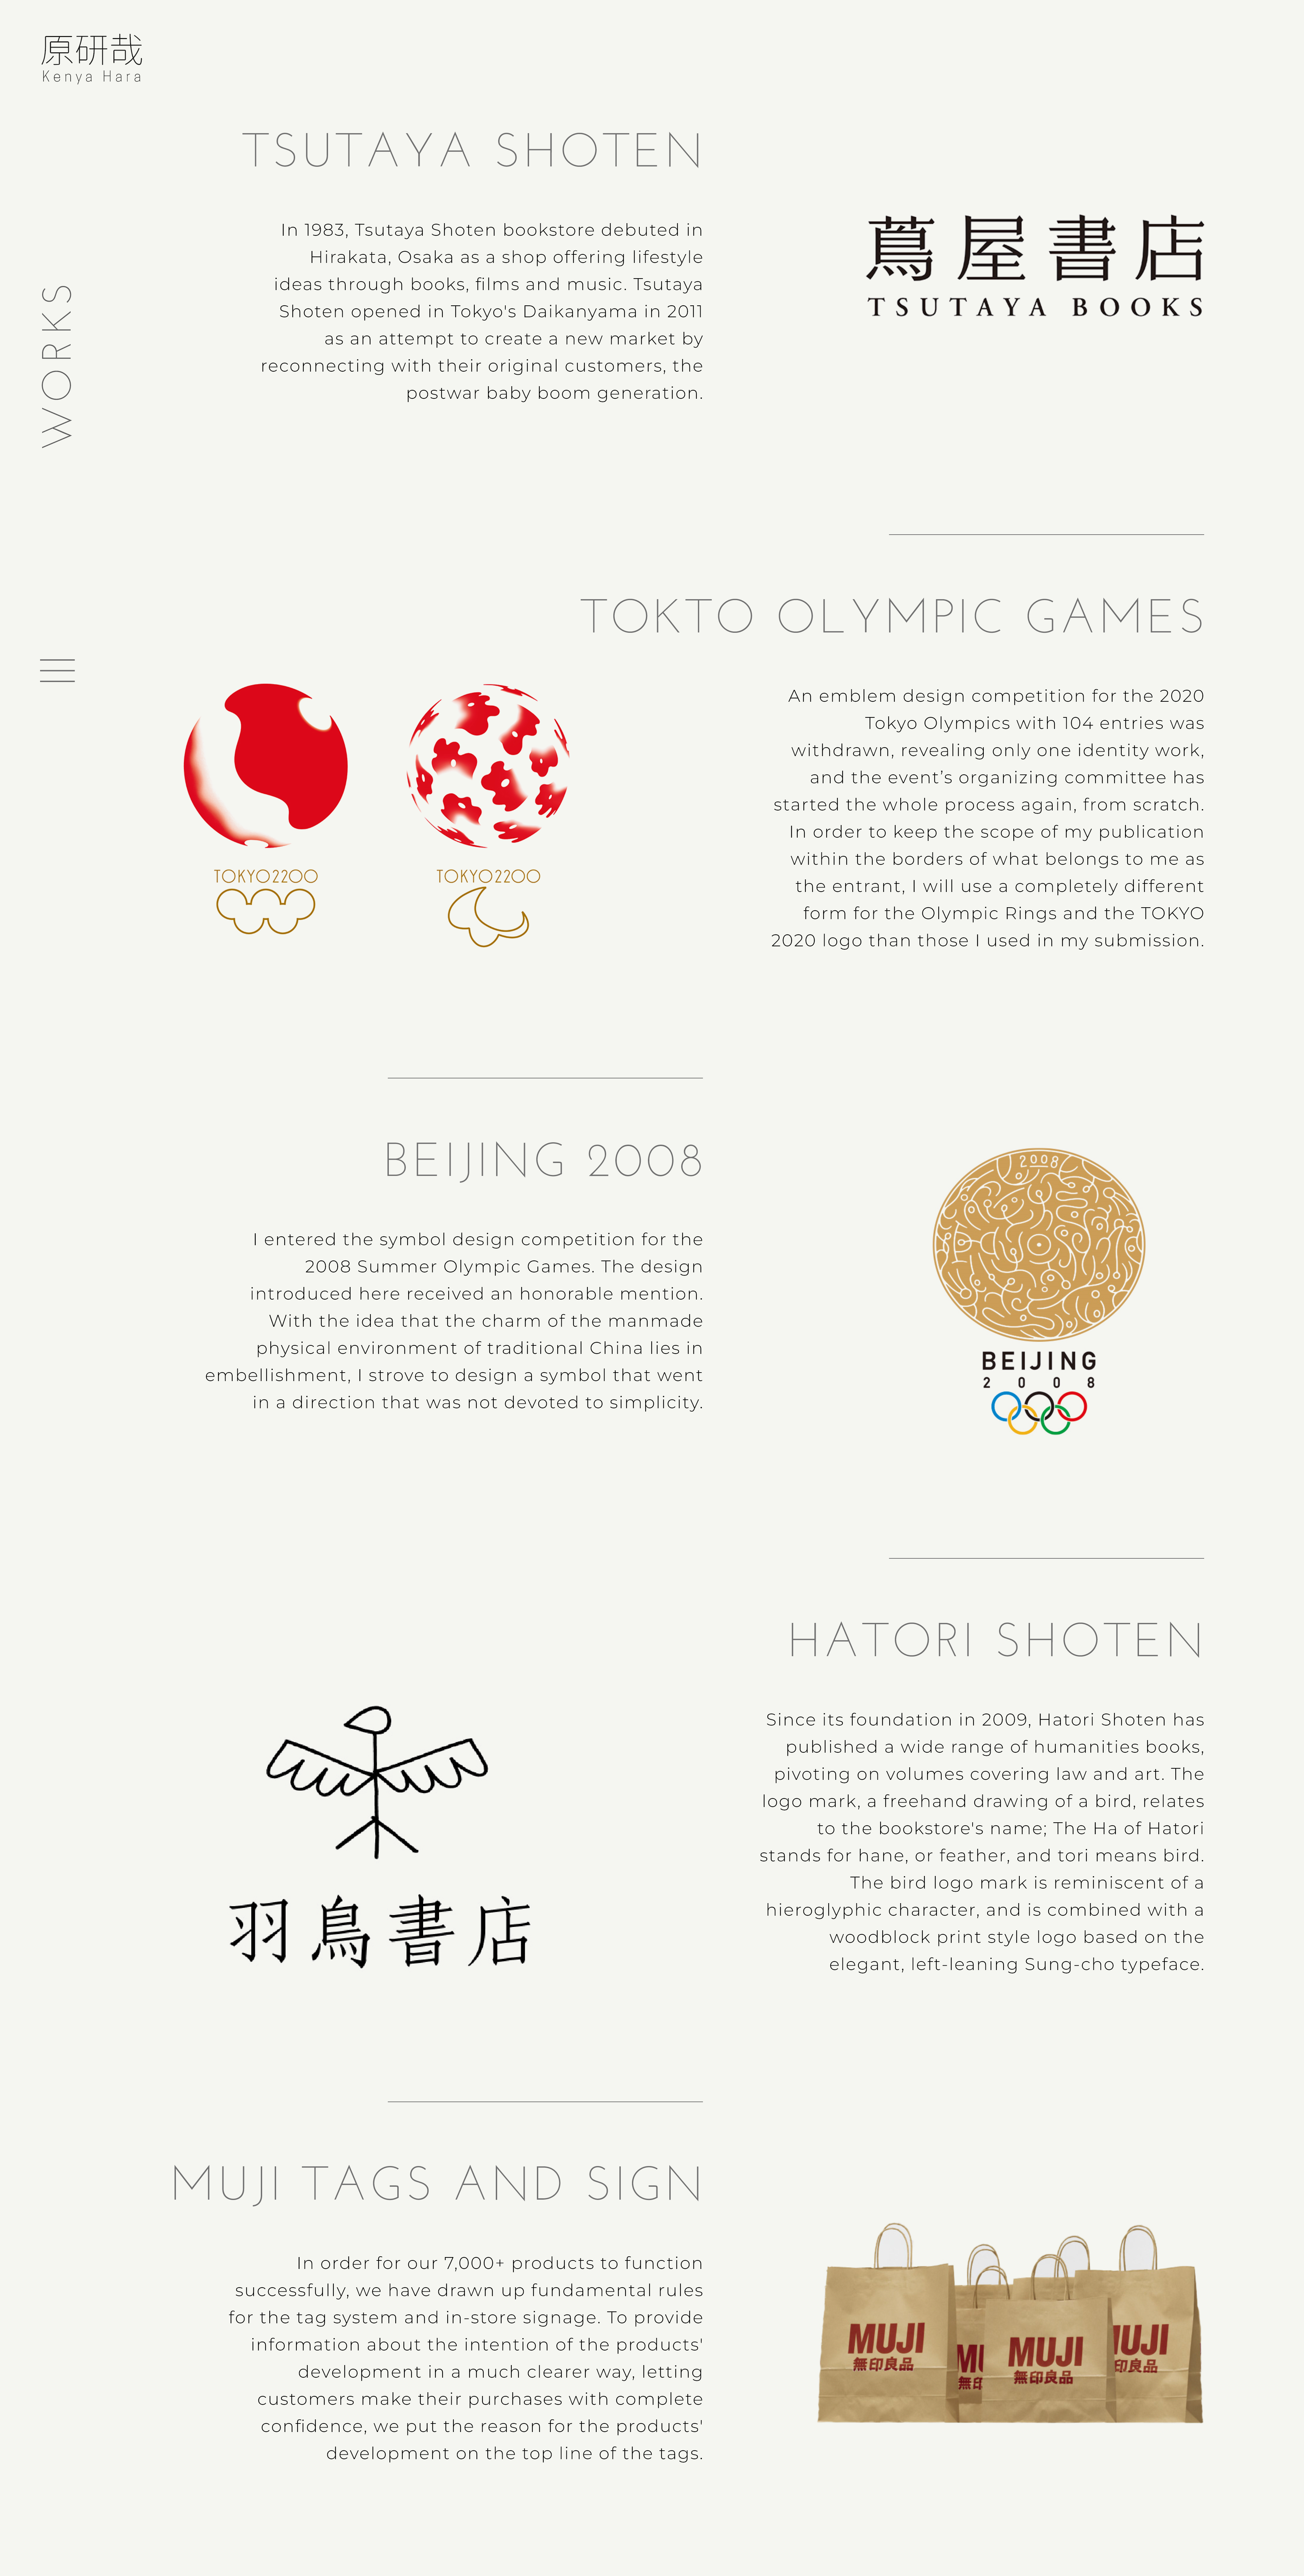 原研哉
Kenya Hara
WORKS
TSUTAYA SHOTEN
In 1983, Tsutaya Shoten bookstore debuted in
Hirakata, Osaka as a shop offering lifestyle
ideas through books, films and music. Tsutaya
Shoten opened in Tokyo's Daikanyama in 2011
as an attempt to create a new market by
reconnecting with their original customers, the
postwar baby boom generation.
蔦屋書店
TSUTAYA BOOKS
TOKTO OLYMPIC GAMES
TOKYO2200
TOKYO2200
An emblem design competition for the 2020
Tokyo Olympics with 104 entries was
withdrawn, revealing only one identity work,
and the event’s organizing committee has
started the whole process again, from scratch.
In order to keep the scope of my publication
within the borders of what belongs to me as
the entrant, I will use a completely different
form for the Olympic Rings and the TOKYO
2020 logo than those I used in my submission.
BEIJING 2008
I entered the symbol design competition for the
2008 Summer Olympic Games. The design
introduced here received an honorable mention.
With the idea that the charm of the manmade
physical environment of traditional China lies in
embellishment, I strove to design a symbol that went
in a direction that was not devoted to simplicity.
2008
BEIJING
2008
HATORI SHOTEN
羽鳥書店
Since its foundation in 2009, Hatori Shoten has
published a wide range of humanities books,
pivoting on volumes covering law and art. The
logo mark, a freehand drawing of a bird, relates
to the bookstore's name; The Ha of Hatori
stands for hane, or feather, and tori means bird.
The bird logo mark is reminiscent of a
hieroglyphic character, and is combined with a
woodblock print style logo based on the
elegant, left-leaning Sung-cho typeface.
MUJI TAGS AND SIGN
In order for our 7,000+ products to function
successfully, we have drawn up fundamental rules
for the tag system and in-store signage. To provide
information about the intention of the products'
development in a much clearer way, letting
customers make their purchases with complete
confidence, we put the reason for the products'
development on the top line of the tags.
MUJI
無印良品
MU
無印
MUJI
無印良品
MUJI
無印良品